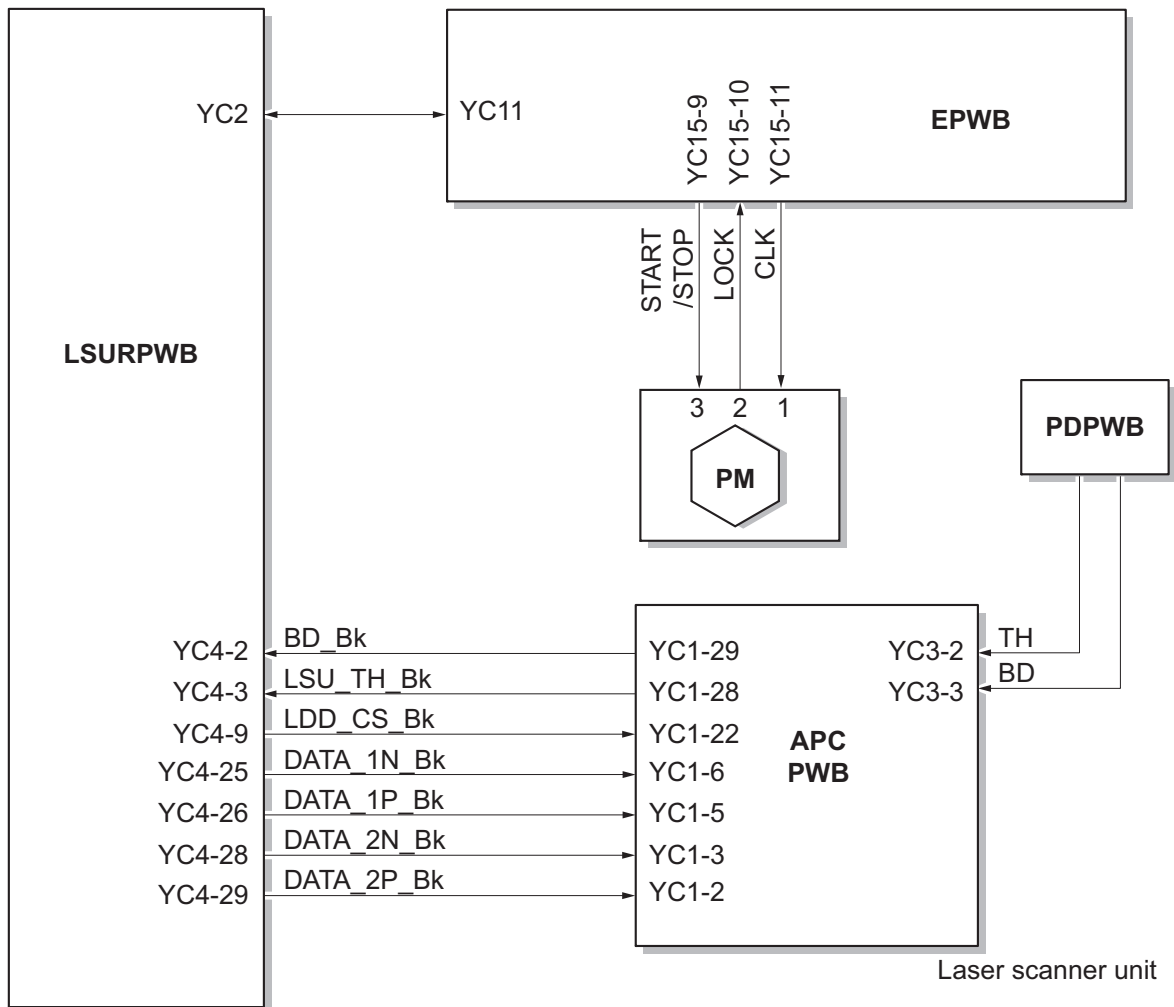 YC2
YC11
YC15-9
YC15-10
YC15-11
EPWB
START
/STOP
LOCK
CLK
LSURPWB
3 2 1
PM
PDPWB
YC4-2 BD_Bk YC1-29
YC3-2 TH
YC4-3 LSU_TH_Bk YC1-28
YC3-3 BD
YC4-9 LDD_CS_Bk YC1-22
APC
PWB
YC4-25 DATA_1N_Bk YC1-6
YC4-26 DATA_1P_Bk YC1-5
YC4-28 DATA_2N_Bk YC1-3
YC4-29 DATA_2P_Bk YC1-2
Laser scanner unit